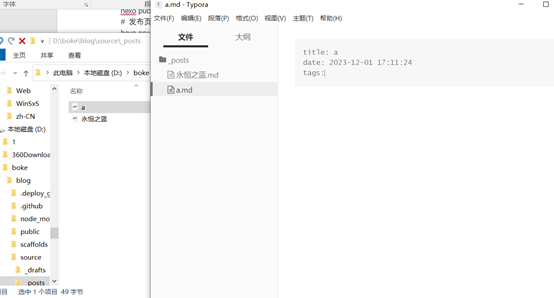 字体
hexo pub
# 发布页
D:\boke\blog\source\_posts
主页 共享 查看
此电脑 本地磁盘 (D:) boke
Web
WinSxS
zh-CN
本地磁盘 (D:)
1
360Downloa
boke
blog
.deploy_g
.github
node_mo
public
scaffolds
source
_drafts
_posts
名称
a
永恒之蓝
选中 1 个项目 49 字节
a.md - Typora
文件(F) 编辑(E) 段落(P) 格式(O) 视图(V) 主题(T) 帮助(H)
文件 大纲
_posts
永恒之蓝.md
a.md
title: a
date: 2023-12-01 17:11:24
tags: